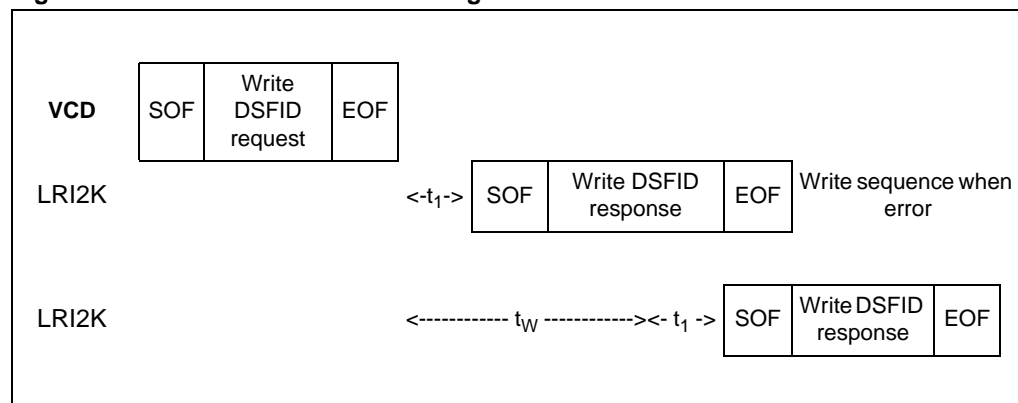 VCD SOF Write DSFID request EOF
LRI2K <-t1-> SOF Write DSFID response EOF Write sequence when error
LRI2K <------------ tW ------------><- t1 -> SOF Write DSFID response EOF